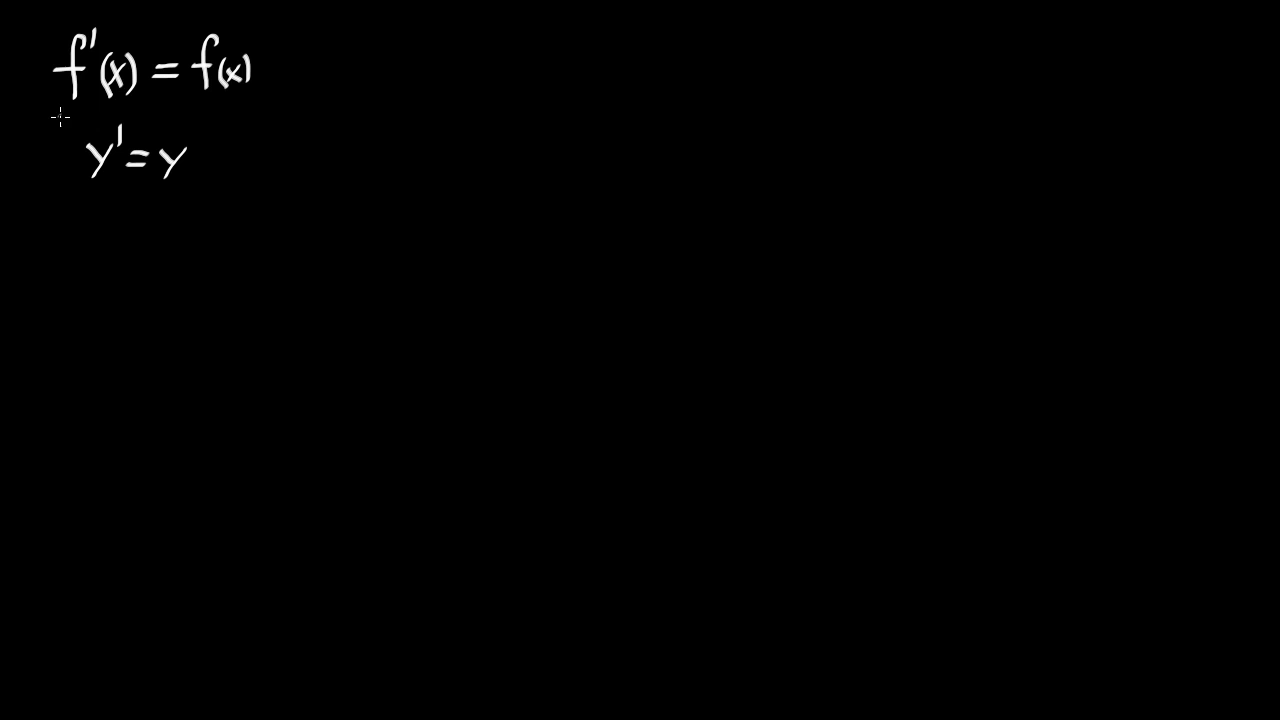 f'(x) = f(x)
y' = y